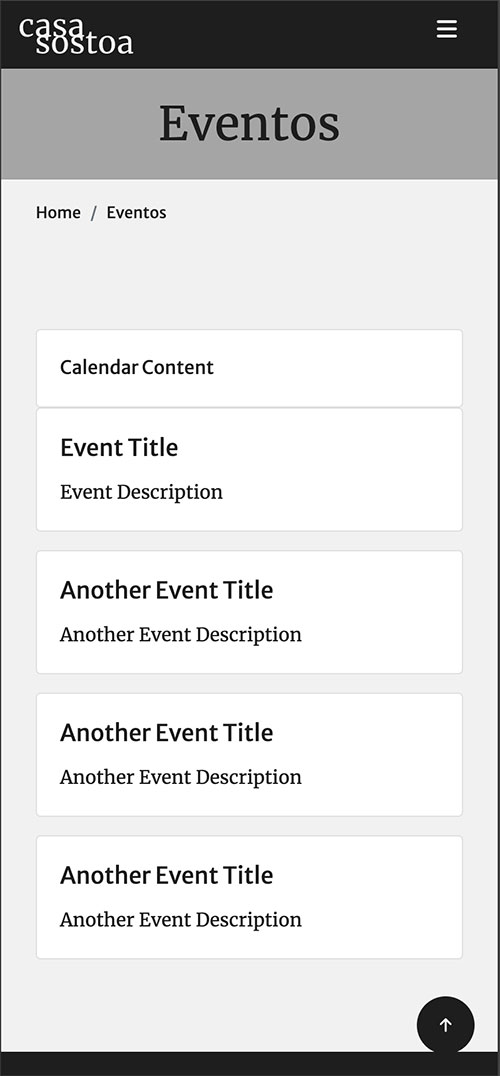 casa
sostoa
Eventos
Home / Eventos
Calendar Content
Event Title
Event Description
Another Event Title
Another Event Description
Another Event Title
Another Event Description
Another Event Title
Another Event Description